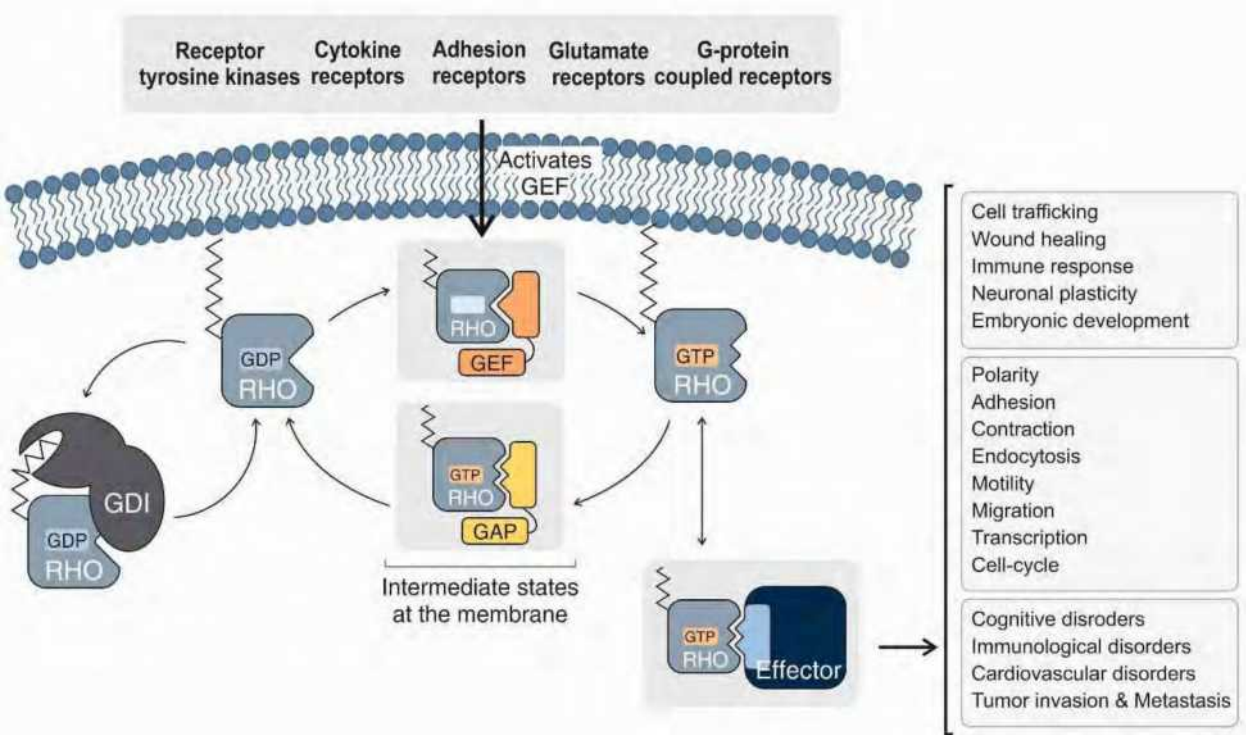 Receptor
tyrosine kinases
Cytokine
receptors
Adhesion
receptors
Glutamate
receptors
G-protein
coupled receptors
Activates
GEF
RHO
GEF
GDP
RHO
GTP
RHO
GTP
RHO
GAP
Intermediate states
at the membrane
GDI
GDP
RHO
GTP
RHO
Effector
Cell trafficking
Wound healing
Immune response
Neuronal plasticity
Embryonic development
Polarity
Adhesion
Contraction
Endocytosis
Motility
Migration
Transcription
Cell-cycle
Cognitive disroders
Immunological disorders
Cardiovascular disorders
Tumor invasion & Metastasis